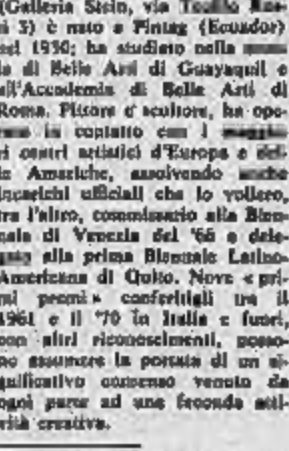 (Galleria Stein, via Teofilo
si 3) è nato a Pintag (Ecuador)
nel 1930; ha studiato nella
la di Belle Arti di Guayaquil e
all'Accademia di Belle Arti di
Roma. Pittore e scultore, ha ope-
in contatto con i
ri centri artistici d'Europa e del-
le Americhe, assolvendo anche
incarichi ufficiali che lo vollero,
tra l'altro, commissario alla Bien-
nale di Venezia del '66 e dele-
gato alla prima Biennale Latino-
Americana di Quito. Nove « pri-
mi premi » conferitigli tra il
1961 e il '70 in Italia e fuori,
con altri riconoscimenti, posso-
no assumere la portata di un si-
gnificativo consenso venuto da
ogni parte ad una feconda atti-
vità creativa.